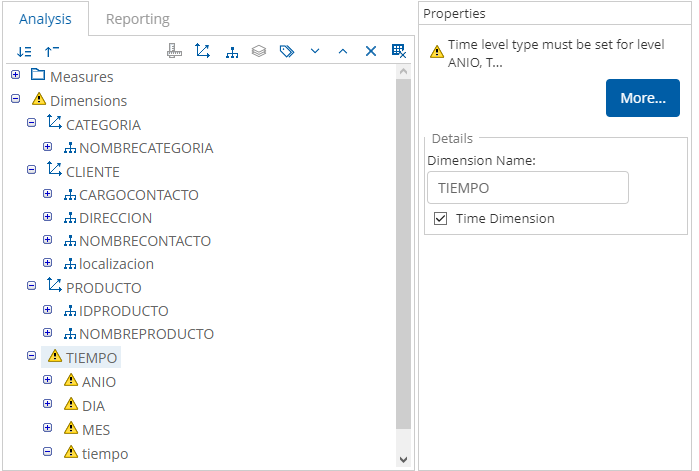 Analysis Reporting
Measures
Dimensions
CATEGORIA
NOMBRECATEGORIA
CLIENTE
CARGOCONTACTO
DIRECCION
NOMBRECONTACTO
localizacion
PRODUCTO
IDPRODUCTO
NOMBREPRODUCTO
TIEMPO
ANIO
DIA
MES
tiempo
Properties
Time level type must be set for level
ANIO, T...
More...
Details
Dimension Name:
TIEMPO
Time Dimension